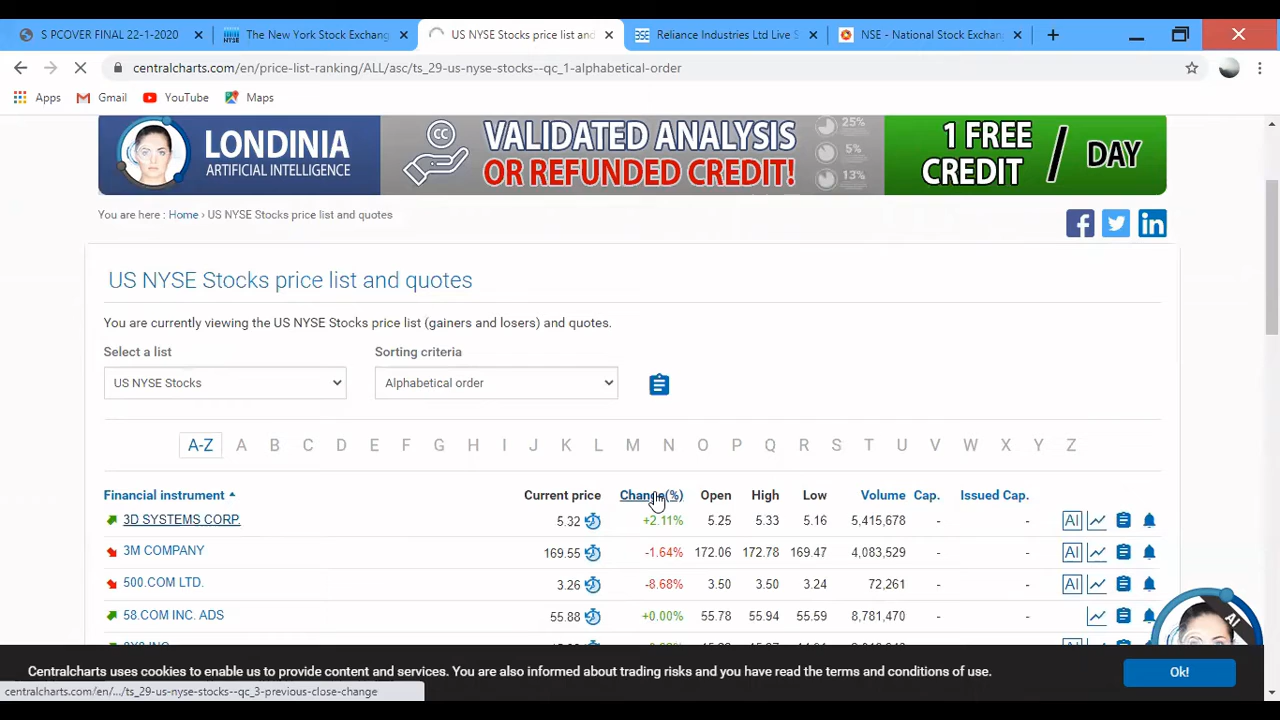 S PCOVER FINAL 22-1-2020
The New York Stock Exchan
US NYSE Stocks price list and
Reliance Industries Ltd Live S
NSE - National Stock Exchan
centralcharts.com/en/price-list-ranking/ALL/asc/ts_29-us-nyse-stocks--qc_1-alphabetical-order
Apps Gmail YouTube Maps
LONDINIA
ARTIFICIAL INTELLIGENCE
CC
VALIDATED ANALYSIS
OR REFUNDED CREDIT!
25%
5%
13%
1 FREE
CREDIT / DAY
You are here : Home › US NYSE Stocks price list and quotes
US NYSE Stocks price list and quotes
You are currently viewing the US NYSE Stocks price list (gainers and losers) and quotes.
Select a list Sorting criteria
US NYSE Stocks Alphabetical order
A-Z A B C D E F G H I J K L M N O P Q R S T U V W X Y Z
Financial instrument Current price Change(%) Open High Low Volume Cap. Issued Cap.
3D SYSTEMS CORP. 5.32 +2.11% 5.25 5.33 5.16 5,415,678 - - AI
3M COMPANY 169.55 -1.64% 172.06 172.78 169.47 4,083,529 - - AI
500.COM LTD. 3.26 -8.68% 3.50 3.50 3.24 72,261 - - AI
58.COM INC. ADS 55.88 +0.00% 55.78 55.94 55.59 8,781,470 - -
AI
Centralcharts uses cookies to enable us to provide content and services. You are also informed about trading risks and you have read the terms and conditions of use.
Ok!
centralcharts.com/en/.../ts_29-us-nyse-stocks--qc_3-previous-close-change